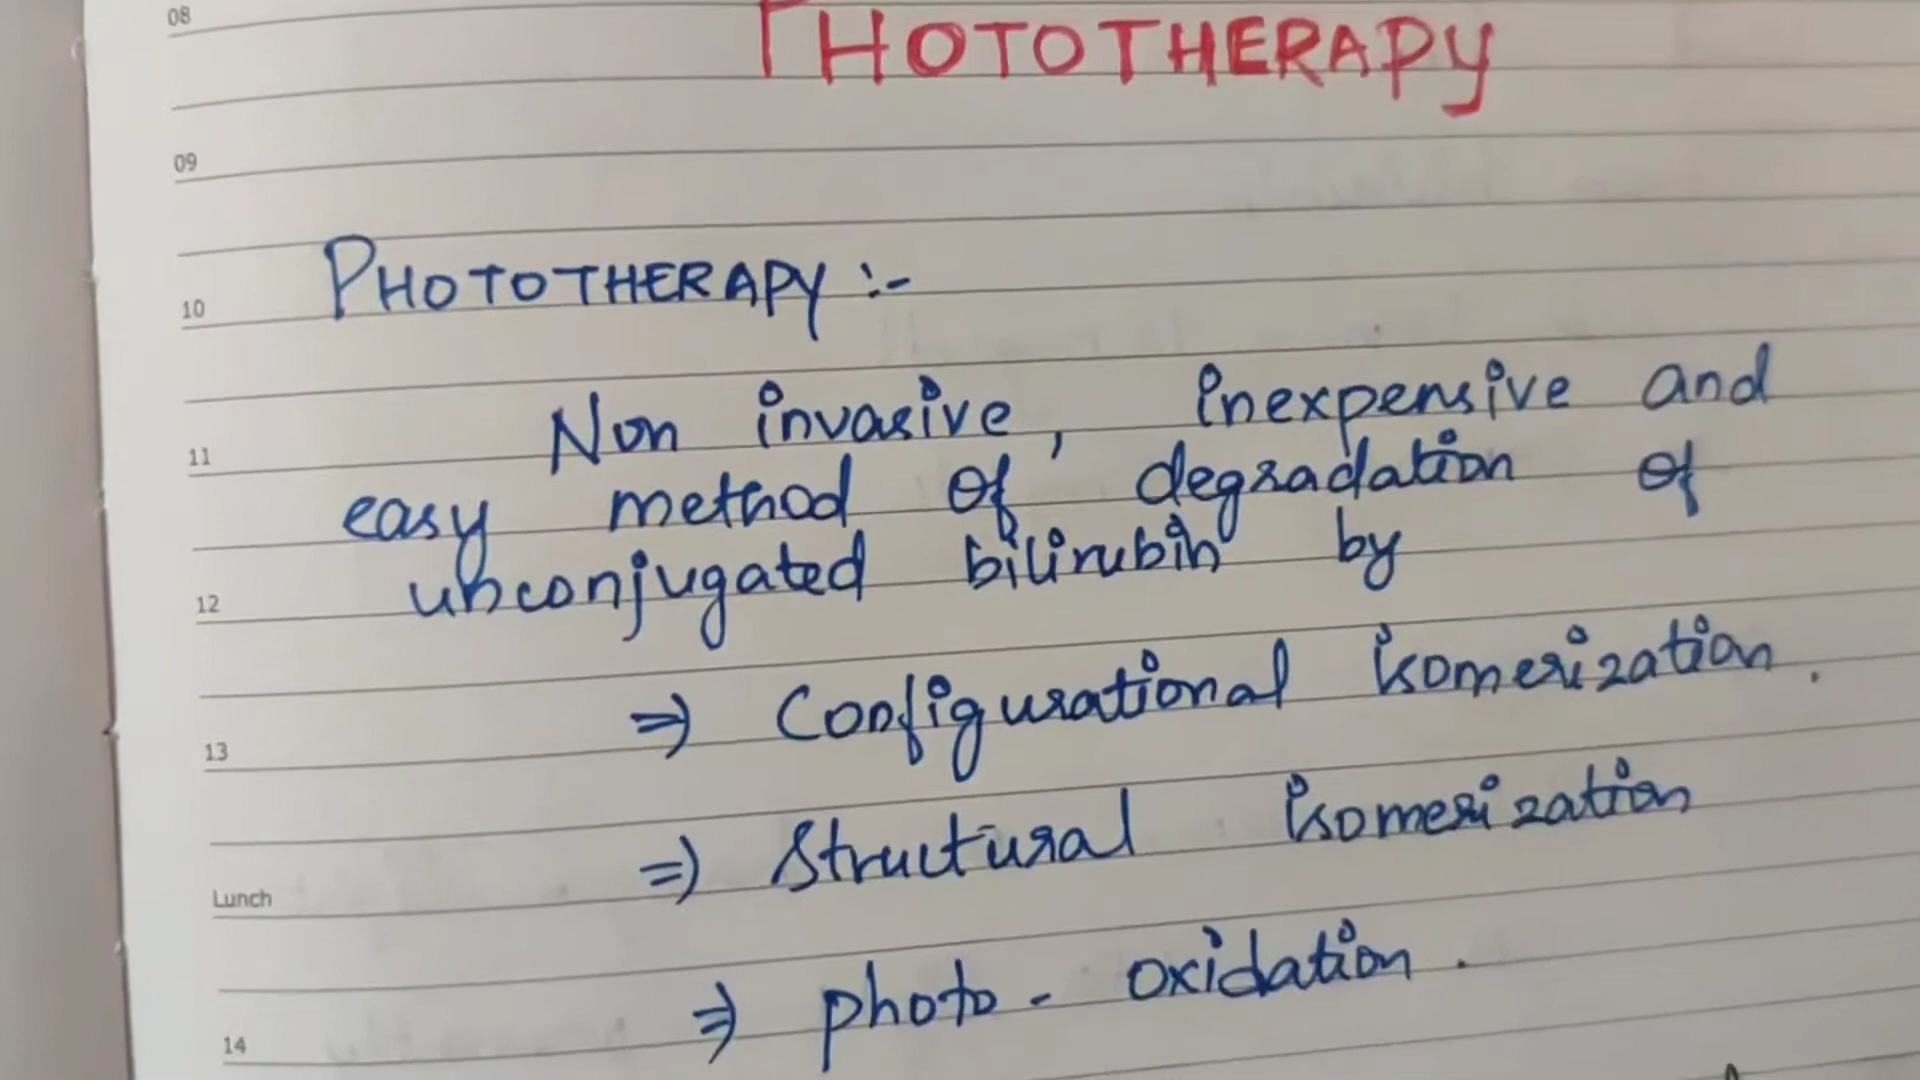 08
PHOTOTHERAPY
09
PHOTOTHERAPY :-
10
Non invasive, inexpensive and
11
easy method of degradation of
unconjugated bilirubin by
12
=> Configurational isomerization.
13
=> Structural isomerization
Lunch
=> photo - oxidation.
14